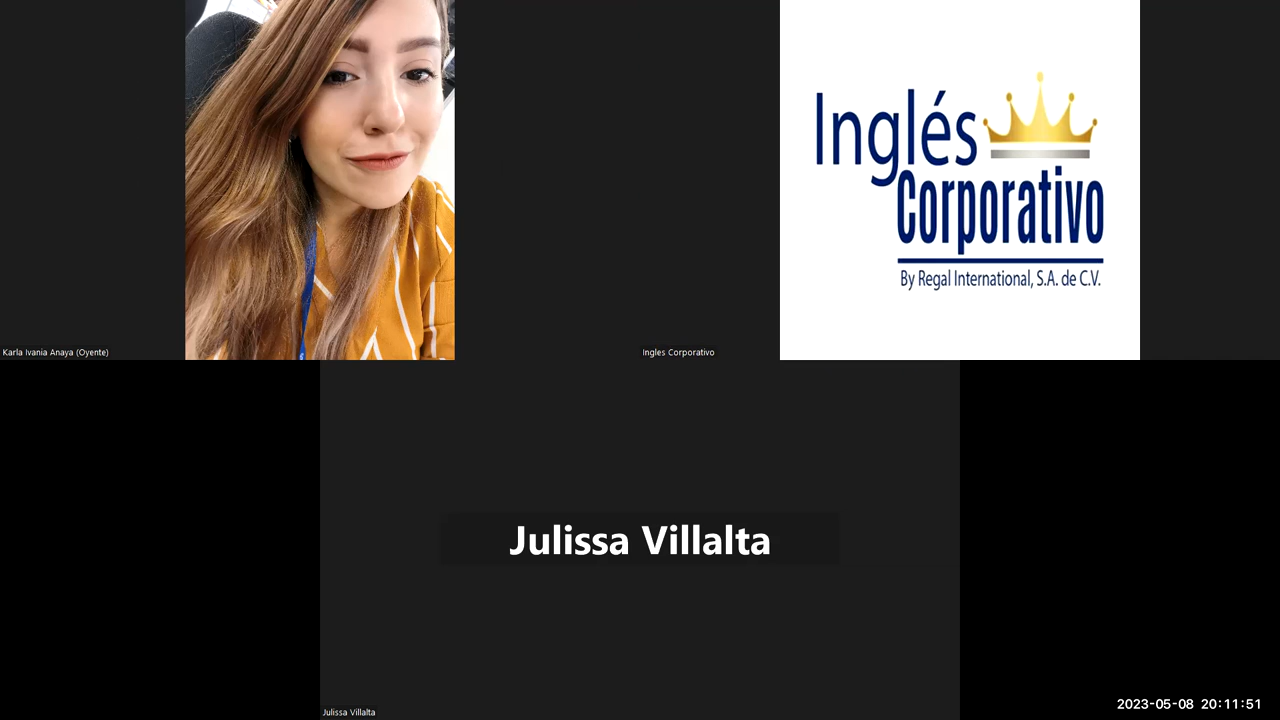 Inglés
Corporativo
By Regal International, S.A. de C.V.
Karla Ivania Anaya (Oyente)
Ingles Corporativo
Julissa Villalta
Julissa Villalta
2023-05-08 20:11:51